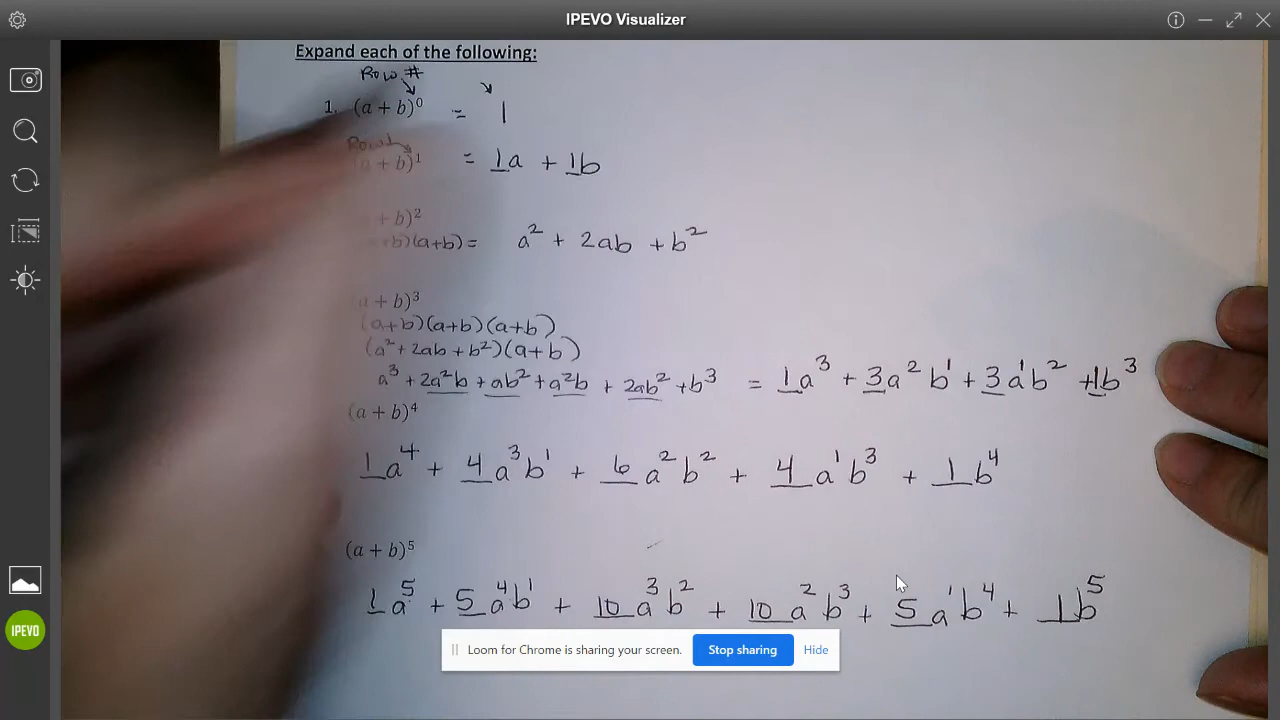 IPEVO Visualizer
Expand each of the following:
Row #
1. (a + b)⁰ = 1
Row 1
(a + b)¹ = 1a + 1b
+ b)²
+b)(a+b) = a² + 2ab + b²
(a + b)³
(a+b)(a+b)(a+b)
(a² + 2ab + b²)(a+b)
a³ + 2a²b + ab² + a²b + 2ab² + b³ = 1a³ + 3a²b¹ + 3a¹b² + 1b³
(a + b)⁴
1a⁴ + 4a³b¹ + 6a²b² + 4a¹b³ + 1b⁴
(a + b)⁵
1a⁵ + 5a⁴b¹ + 10a³b² + 10a²b³ + 5a¹b⁴ + 1b⁵
IPEVO
Loom for Chrome is sharing your screen. Stop sharing Hide